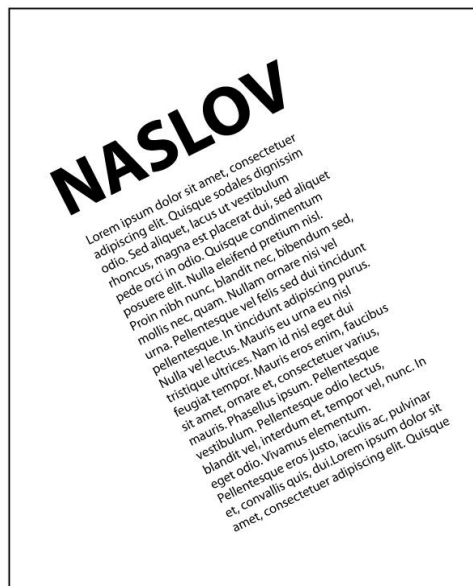 NASLOV
Lorem ipsum dolor sit amet, consectetuer
adipiscing elit. Quisque sodales dignissim
odio. Sed aliquet, lacus ut vestibulum
rhoncus, magna est placerat dui, sed aliquet
pede orci in odio. Quisque condimentum
posuere elit. Nulla eleifend pretium nisl.
Proin nibh nunc, blandit nec, bibendum sed,
mollis nec, quam. Nullam ornare nisi vel
urna. Pellentesque vel felis sed dui tincidunt
pellentesque. In tincidunt adipiscing purus.
Nulla vel lectus. Mauris eu urna eu nisl
tristique ultrices. Nam id nisl eget dui
feugiat tempor. Mauris eros enim, faucibus
sit amet, ornare et, consectetuer varius,
mauris. Phasellus ipsum. Pellentesque
vestibulum. Pellentesque odio lectus,
blandit vel, interdum et, tempor vel, nunc. In
eget odio. Vivamus elementum.
Pellentesque eros justo, iaculis ac, pulvinar
et, convallis quis, dui.Lorem ipsum dolor sit
amet, consectetuer adipiscing elit. Quisque